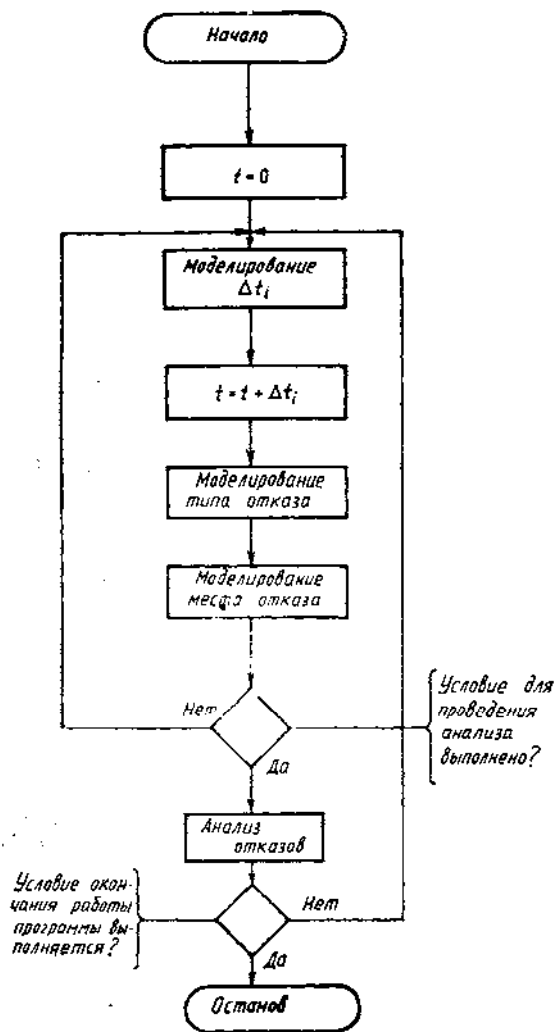 Начало
t = 0
Моделирование
Δti
t = t + Δti
Моделирование
типа отказа
Моделирование
места отказа
Нет
Условие для
проведения
анализа
выполнено?
Да
Анализ
отказов
Условие окон-
чания работы
программы вы-
полняется?
Нет
Да
Останов